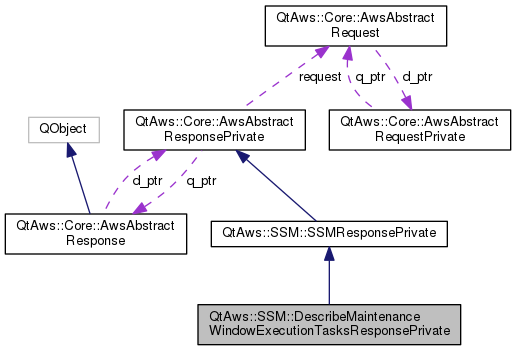 QtAws::Core::AwsAbstract
Request
request
q_ptr
d_ptr
QObject
QtAws::Core::AwsAbstract
ResponsePrivate
QtAws::Core::AwsAbstract
RequestPrivate
d_ptr
q_ptr
QtAws::Core::AwsAbstract
Response
QtAws::SSM::SSMResponsePrivate
QtAws::SSM::DescribeMaintenance
WindowExecutionTasksResponsePrivate